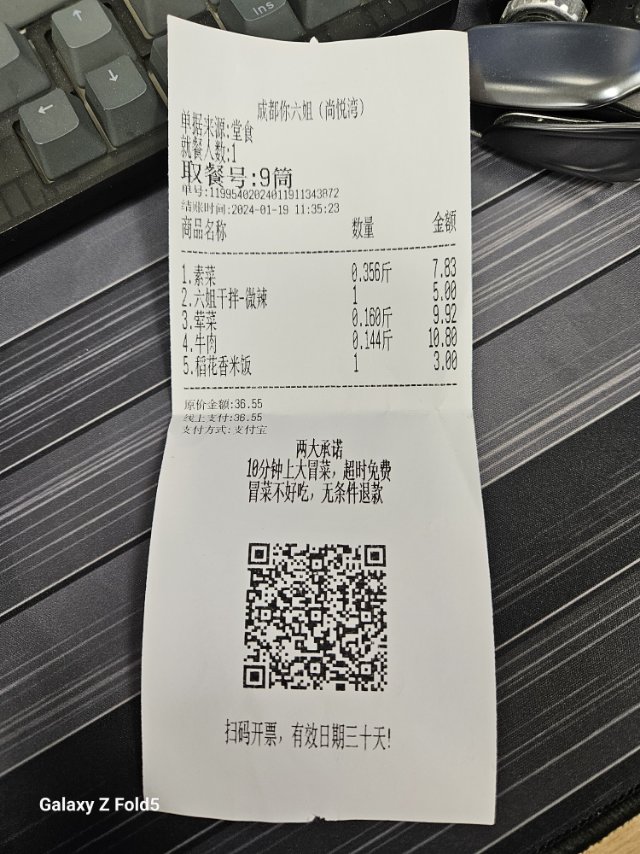 Ins
↑
←
↓
成都你六姐（尚悦湾）
单据来源:堂食
就餐人数:1
取餐号:9筒
单号:1199540202401191134​3872
结账时间:2024-01-19 11:35:23
商品名称 数量 金额
1.素菜 0.356斤 7.83
2.六姐干拌-微辣 1 5.00
3.荤菜 0.160斤 9.92
4.牛肉 0.144斤 10.80
5.稻花香米饭 1 3.00
原价金额:36.55
线上支付:36.55
支付方式:支付宝
两大承诺
10分钟上大冒菜，超时免费
冒菜不好吃，无条件退款
扫码开票，有效日期三十天!
Galaxy Z Fold5